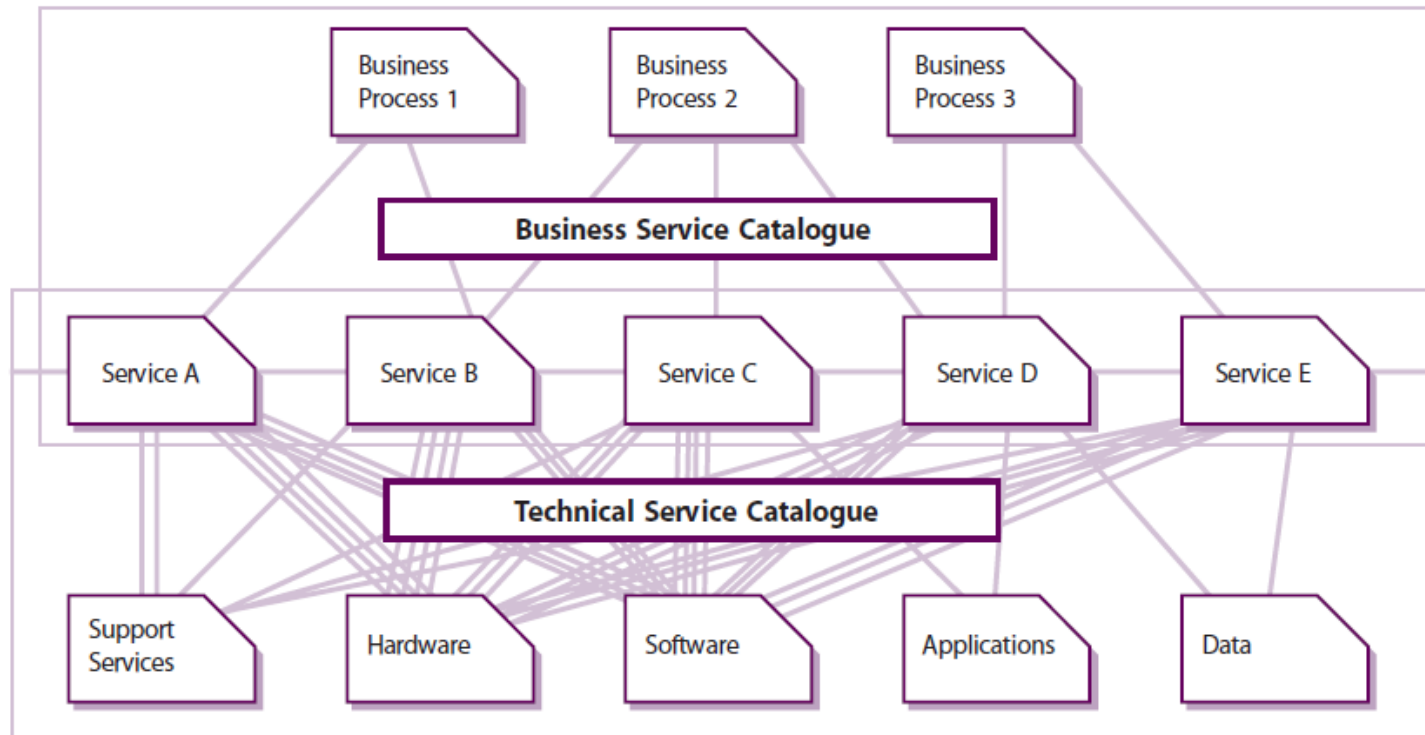 Business
Process 1
Business
Process 2
Business
Process 3
Business Service Catalogue
Service A
Service B
Service C
Service D
Service E
Technical Service Catalogue
Support
Services
Hardware
Software
Applications
Data